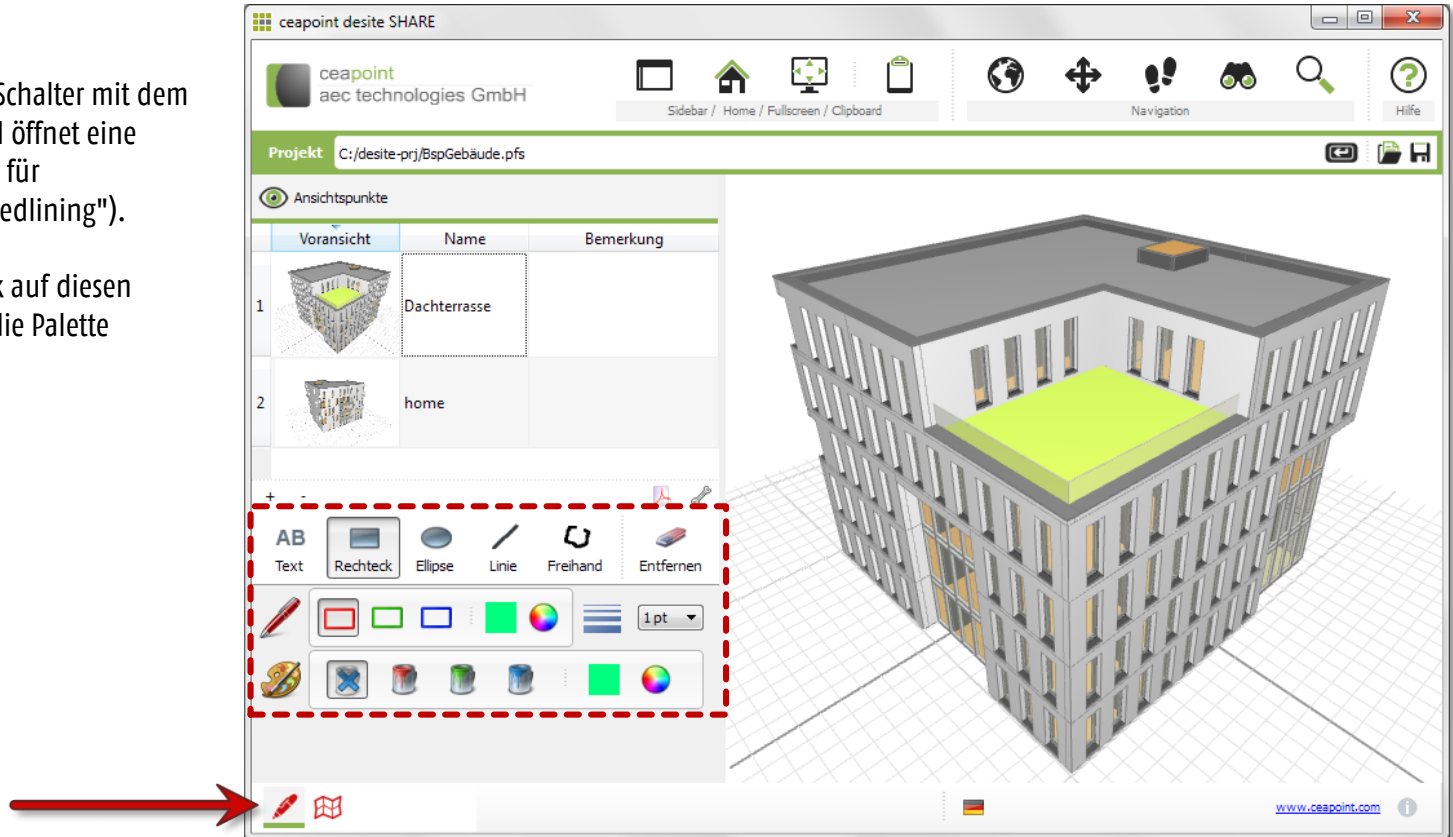 Schalter mit dem
öffnet eine
für
edlining").
auf diesen
die Palette
ceapoint desite SHARE
ceapoint
aec technologies GmbH
Sidebar / Home / Fullscreen / Clipboard
Navigation
Hilfe
Projekt C:/desite-prj/BspGebäude.pfs
Ansichtspunkte
Voransicht Name Bemerkung
1 Dachterrasse
2 home
+ -
AB
Text Rechteck Ellipse Linie Freihand Entfernen
1 pt
www.ceapoint.com